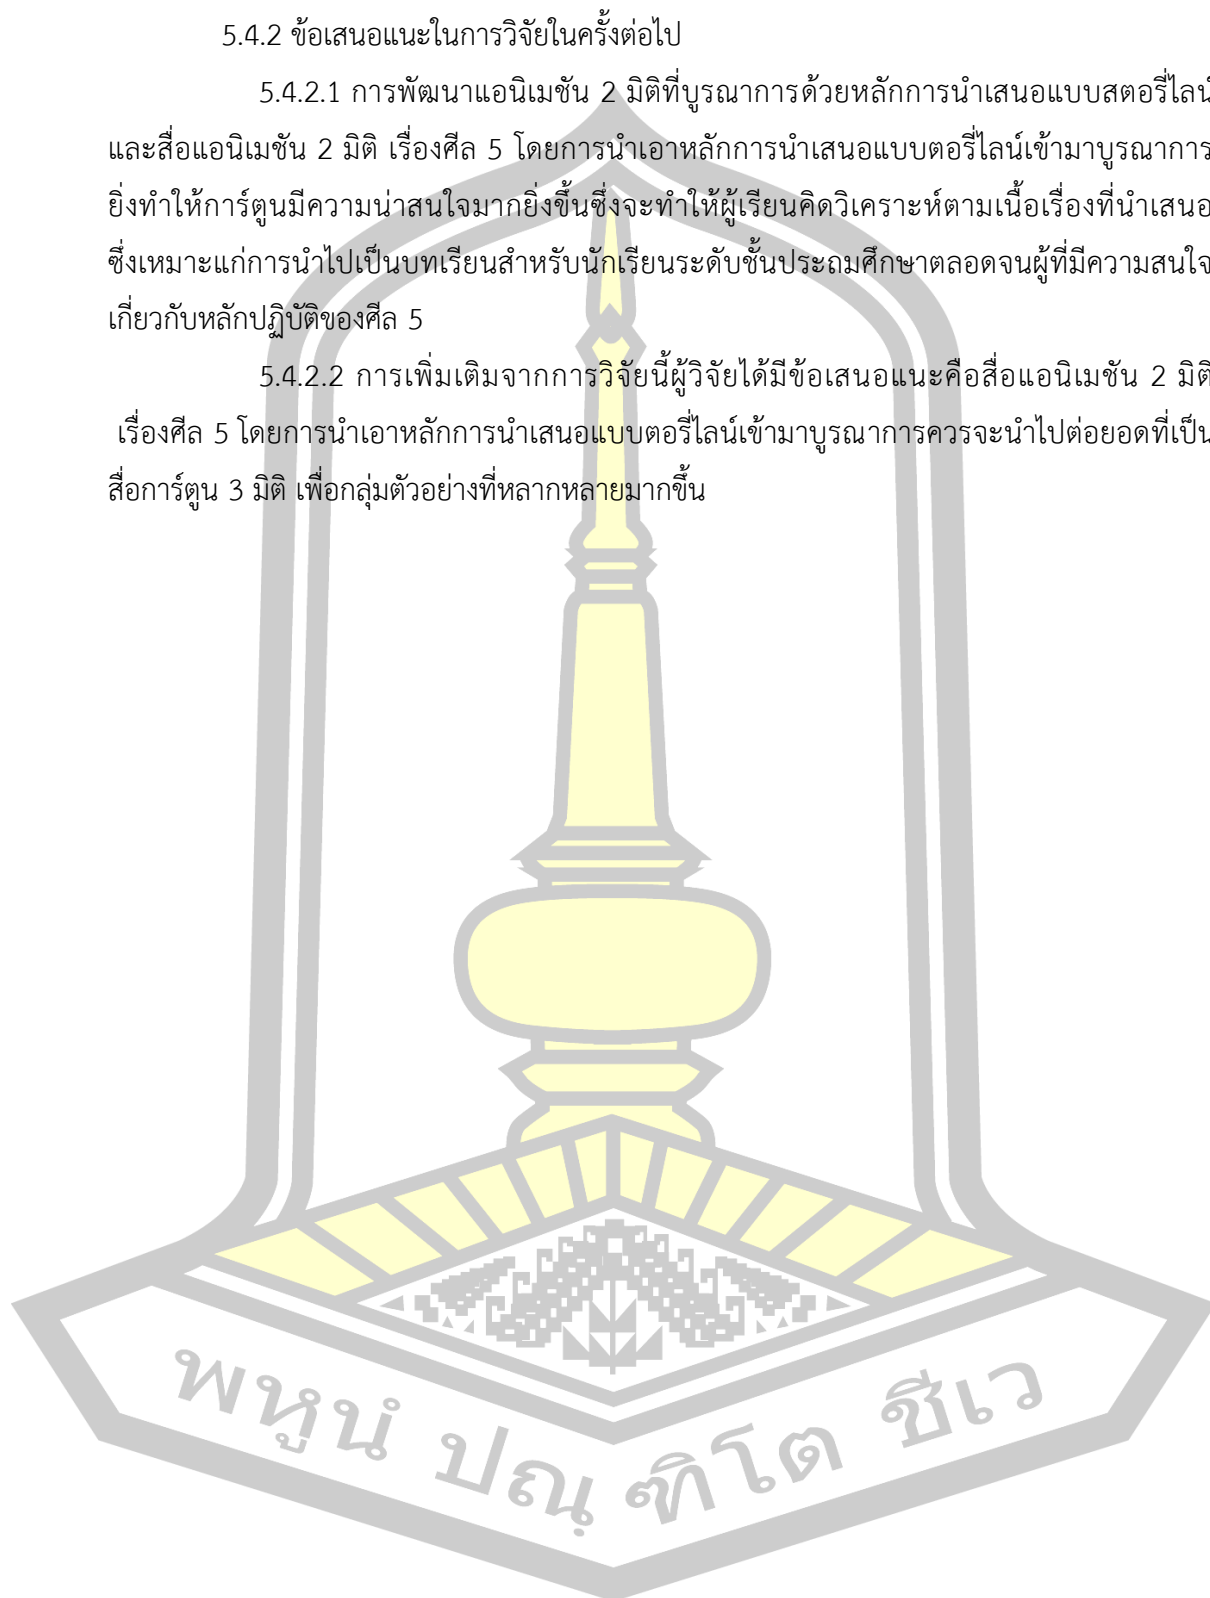 5.4.2 ข้อเสนอแนะในการวิจัยในครั้งต่อไป
5.4.2.1 การพัฒนาแอนิเมชัน 2 มิติที่บูรณาการด้วยหลักการนำเสนอแบบสตอรี่ไลน์
และสื่อแอนิเมชัน 2 มิติ เรื่องศีล 5 โดยการนำเอาหลักการนำเสนอแบบตอรี่ไลน์เข้ามาบูรณาการ
ยิ่งทำให้การ์ตูนมีความน่าสนใจมากยิ่งขึ้นซึ่งจะทำให้ผู้เรียนคิดวิเคราะห์ตามเนื้อเรื่องที่นำเสนอ
ซึ่งเหมาะแก่การนำไปเป็นบทเรียนสำหรับนักเรียนระดับชั้นประถมศึกษาตลอดจนผู้ที่มีความสนใจ
เกี่ยวกับหลักปฏิบัติของศีล 5
5.4.2.2 การเพิ่มเติมจากการวิจัยนี้ผู้วิจัยได้มีข้อเสนอแนะคือสื่อแอนิเมชัน 2 มิติ
เรื่องศีล 5 โดยการนำเอาหลักการนำเสนอแบบตอรี่ไลน์เข้ามาบูรณาการควรจะนำไปต่อยอดที่เป็น
สื่อการ์ตูน 3 มิติ เพื่อกลุ่มตัวอย่างที่หลากหลายมากขึ้น
พหูนํ ปณฺฑิโต ชีเว